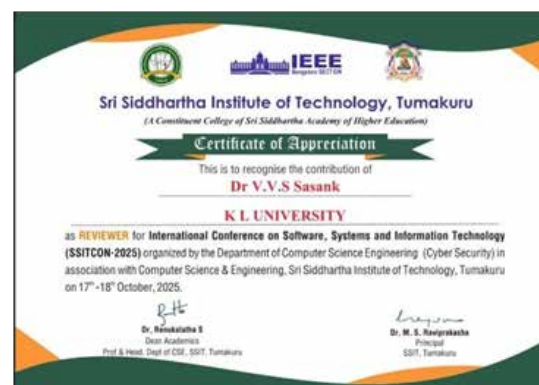 IEEE
Bangalore SECTION
Sri Siddhartha Institute of Technology, Tumakuru
(A Constituent College of Sri Siddhartha Academy of Higher Education)
Certificate of Appreciation
This is to recognise the contribution of
Dr V.V.S Sasank
K L UNIVERSITY
as REVIEWER for International Conference on Software, Systems and Information Technology
(SSITCON-2025) organized by the Department of Computer Science Engineering (Cyber Security) in
association with Computer Science & Engineering, Sri Siddhartha Institute of Technology, Tumakuru
on 17th -18th October, 2025.
Dr. Renukalatha S
Dean Academics
Prof & Head, Dept of CSE, SSIT, Tumakuru
Dr. M. S. Raviprakasha
Principal
SSIT, Tumakuru